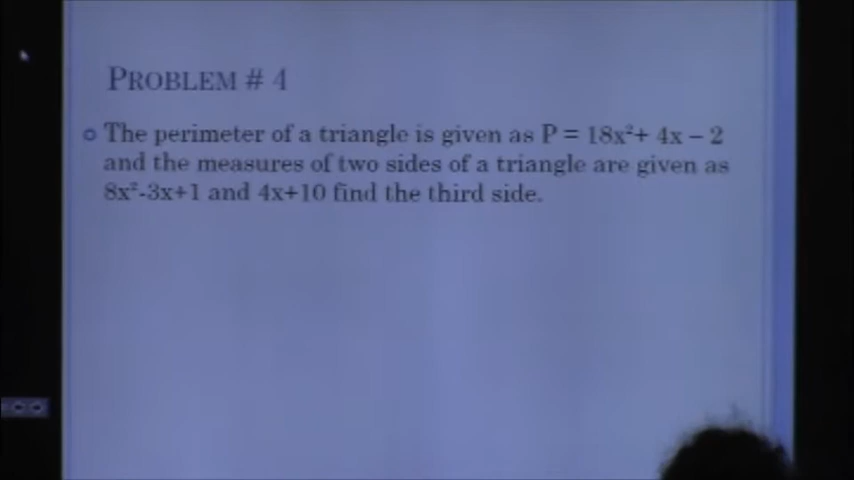 PROBLEM # 4
The perimeter of a triangle is given as P = 18x²+ 4x – 2
and the measures of two sides of a triangle are given as
8x²-3x+1 and 4x+10 find the third side.